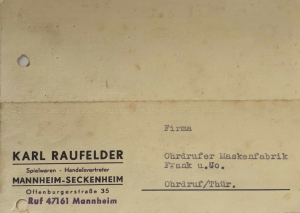 KARL RAUFELDER
Spielwaren - Handelsvertreter
MANNHEIM-SECKENHEIM
Offenburgerstraße 35
Ruf 47161 Mannheim
Firma
Ohrdrufer Maskenfabrik
Frank u.Co.
Ohrdruf/Thür.